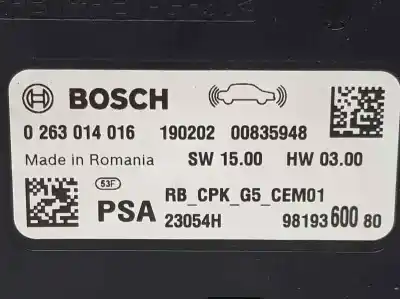 BOSCH
0 263 014 016 190202 00835948
Made in Romania SW 15.00 HW 03.00
53F RB_CPK_G5_CEM01
PSA 23054H 98193 600 80